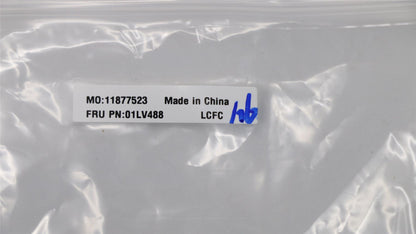 MO:11877523 Made in China
FRU PN:01LV488 LCFC